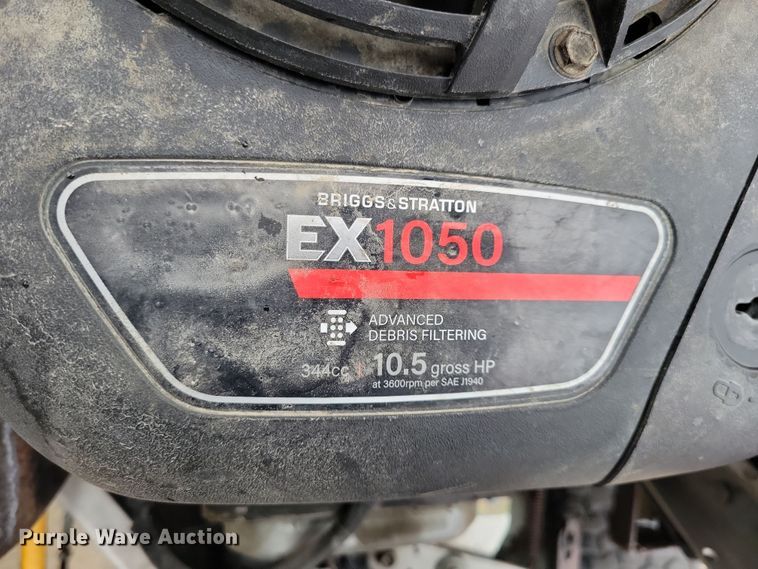 BRIGGS&STRATTON
EX1050
ADVANCED
DEBRIS FILTERING
344cc | 10.5 gross HP
at 3600rpm per SAE J1940
Purple Wave Auction